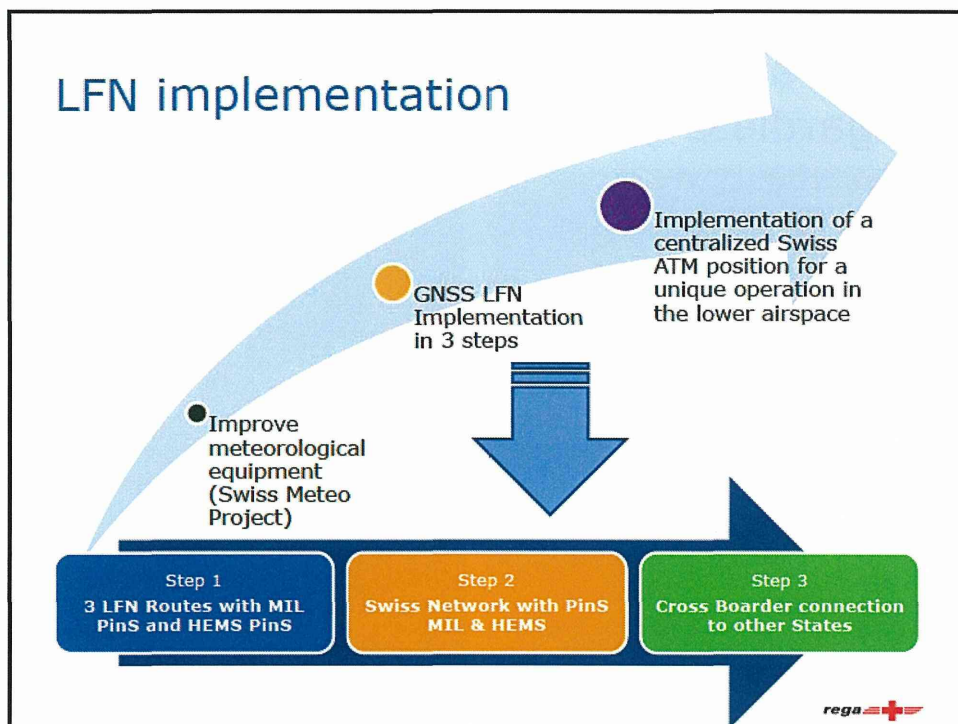 LFN implementation
Implementation of a
centralized Swiss
ATM position for a
unique operation in
the lower airspace
GNSS LFN
Implementation
in 3 steps
Improve
meteorological
equipment
(Swiss Meteo
Project)
Step 1
3 LFN Routes with MIL
PinS and HEMS PinS
Step 2
Swiss Network with PinS
MIL & HEMS
Step 3
Cross Boarder connection
to other States
rega